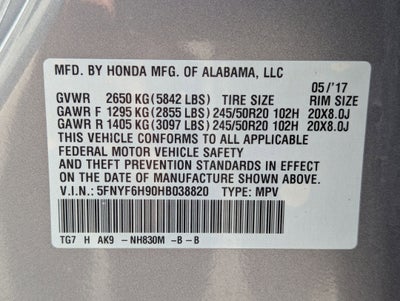 MFD. BY HONDA MFG. OF ALABAMA, LLC 05/'17
GVWR 2650 KG (5842 LBS) TIRE SIZE RIM SIZE
GAWR F 1295 KG (2855 LBS) 245/50R20 102H 20X8.0J
GAWR R 1405 KG (3097 LBS) 245/50R20 102H 20X8.0J
THIS VEHICLE CONFORMS TO ALL APPLICABLE
FEDERAL MOTOR VEHICLE SAFETY
AND THEFT PREVENTION STANDARDS IN EFFECT
ON THE DATE OF MANUFACTURE SHOWN ABOVE.
V.I.N.: 5FNYF6H90HB038820 TYPE: MPV
TG7 H AK9 -NH830M -B -B